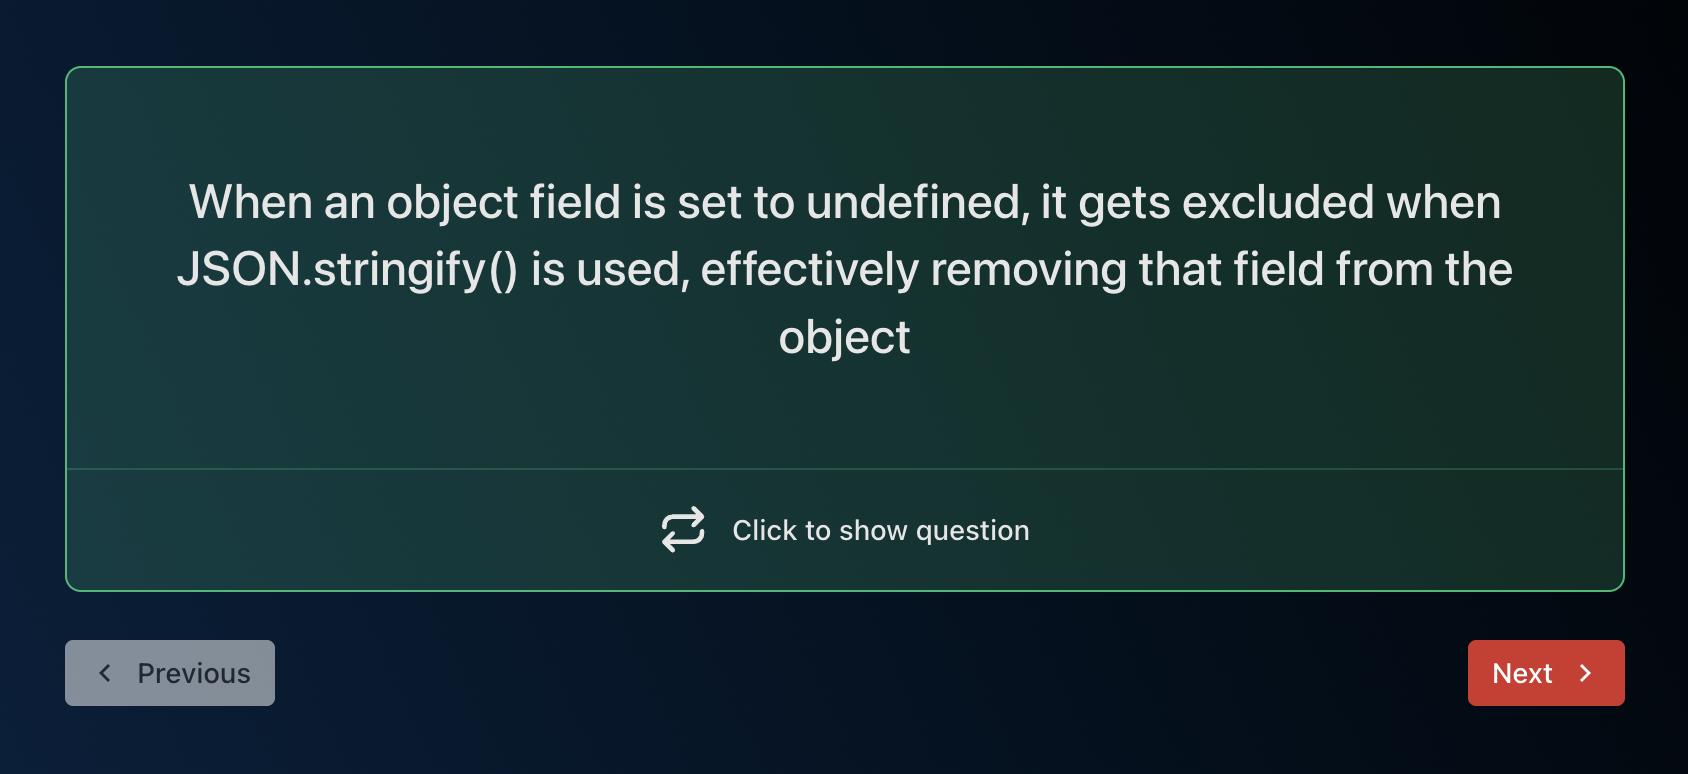 When an object field is set to undefined, it gets excluded when
JSON.stringify() is used, effectively removing that field from the
object
Click to show question
Previous
Next